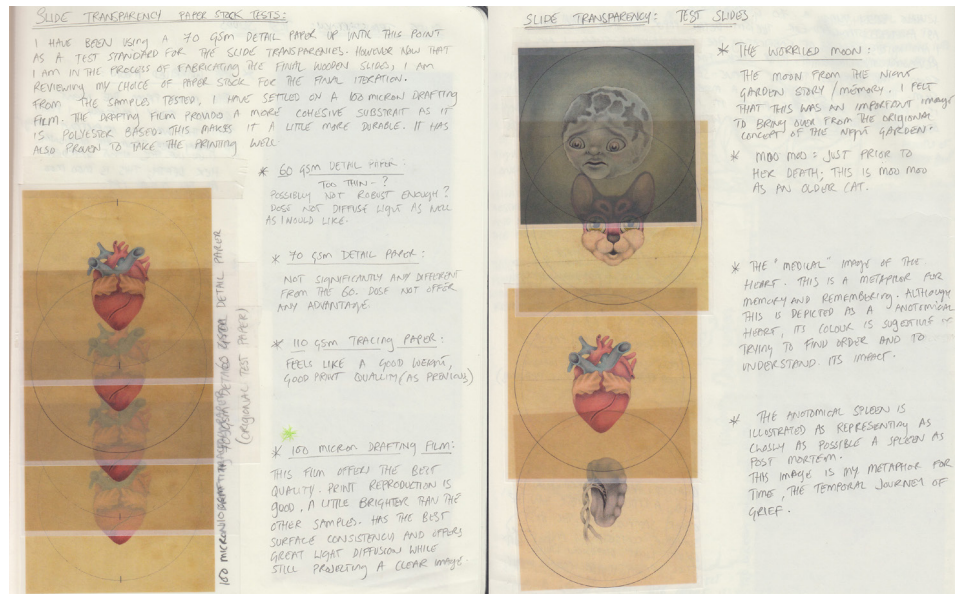 SLIDE TRANSPARENCY PAPER STOCK TESTS:
I HAVE BEEN USING A 70 GSM DETAIL PAPER UP UNTIL THIS POINT
AS A TEST STANDARD FOR THE SLIDE TRANSPARENCIES. HOWEVER NOW THAT
I AM IN THE PROCESS OF FABRICATING THE FINAL WOODEN SLIDES, I AM
REVIEWING MY CHOICE OF PAPER STOCK FOR THE FINAL ITERATION.
FROM THE SAMPLES TESTED, I HAVE SETTLED ON A 100 MICRON DRAFTING
FILM. THE DRAFTING FILM PROVIDES A MORE COHESIVE SUBSTRATE AS IT
IS POLYESTER BASED. THIS MAKES IT A LITTLE MORE DURABLE. IT HAS
ALSO PROVEN TO TAKE THE PRINTING WELL
* 60 GSM DETAIL PAPER:
TOO THIN - ?
POSSIBLY NOT ROBUST ENOUGH?
DOSE NOT DIFFUSE LIGHT AS WELL
AS I WOULD LIKE.
* 70 GSM DETAIL PAPER:
NOT SIGNIFICANTLY AND DIFFERENT
FROM THE 60. DOSE NOT OFFER
ANY ADVANTAGE.
* 110 GSM TRACING PAPER:
FEELS LIKE A GOOD WEIGHT,
GOOD PRINT QUALLITY (AS PREVIOUS)
* 100 MICRON DRAFTING FILM:
THIS FILM OFFERS THE BEST
QUALITY. PRINT REPRODUCTION IS
GOOD. A LITTLE BRIGHTER THAN THE
OTHER SAMPLES. HAS THE BEST
SURFACE CONSISTENCY AND OFFERS
GREAT LIGHT DIFFUSION WHILE
STILL PROJECTING A CLEAR IMAGE.
100 MICRON DETAIL PAPER
(ORIGIONAL TEST PAPER)
SLIDE TRANSPARENCY: TEST SLIDES
* THE WORRIED MOON:
THE MOON FROM THE NIGHT
GARDEN STORY/MEMORY. I FELT
THAT THIS WAS AN IMPORTANT IMAGE
TO BRING OVER FROM THE ORIGIONAL
CONCEPT OF THE NIGHT GARDEN.
* MOO MOO: JUST PRIOR TO
HER DEATH; THIS IS MOO MOO
AS AN OLDER CAT.
* THE "MEDICAL" IMAGE OF THE
HEART. THIS IS A METAPHOR FOR
MEMORY AND REMEMBERING. ALTHOUGH
THIS IS DEPICTED AS A ANATOMICAL
HEART, ITS COLOUR IS SUGESTIVE OF
TRYING TO FIND ORDER AND TO
UNDERSTAND. ITS IMPACT.
* THE ANOTOMICAL SPLEEN IS
ILLUSTRATED AS REPRESENTING AS
CLOSLY AS POSSIBLE A SPLEEN AS
POST MORTEM.
THIS IMAGE IS MY METAPHOR FOR
TIME, THE TEMPORAL JOURNEY OF
GRIEF.